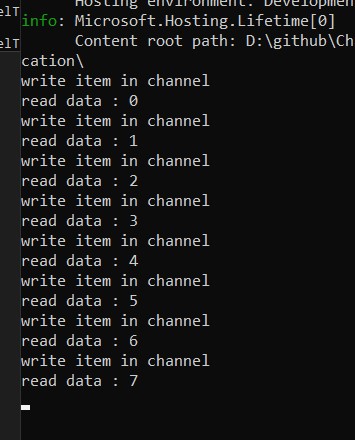 Hosting environment: Developmen
elT
info: Microsoft.Hosting.Lifetime[0]
elT
Content root path: D:\github\Ch
cation\
write item in channel
read data : 0
write item in channel
read data : 1
write item in channel
read data : 2
write item in channel
read data : 3
write item in channel
read data : 4
write item in channel
read data : 5
write item in channel
read data : 6
write item in channel
read data : 7